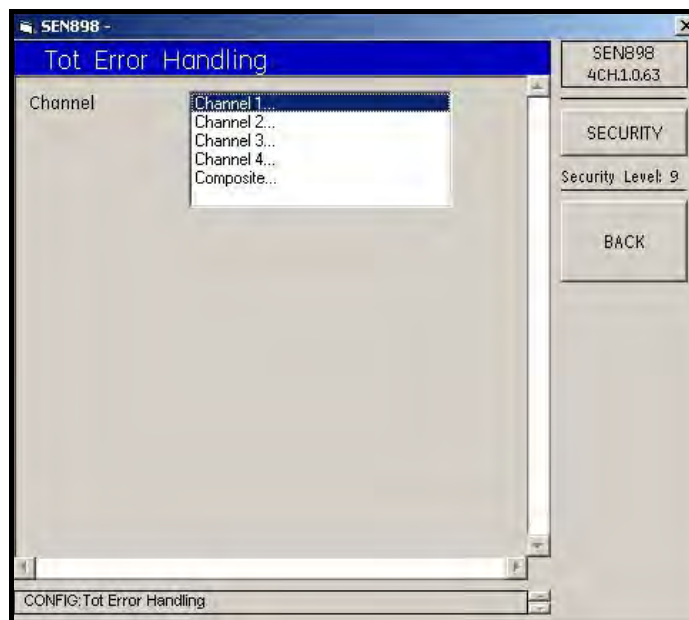 SEN898 -
Tot Error Handling
SEN898
4CH.1.0.63
Channel
Channel 1...
Channel 2...
Channel 3...
Channel 4...
Composite...
SECURITY
Security Level: 9
BACK
CONFIG:Tot Error Handling